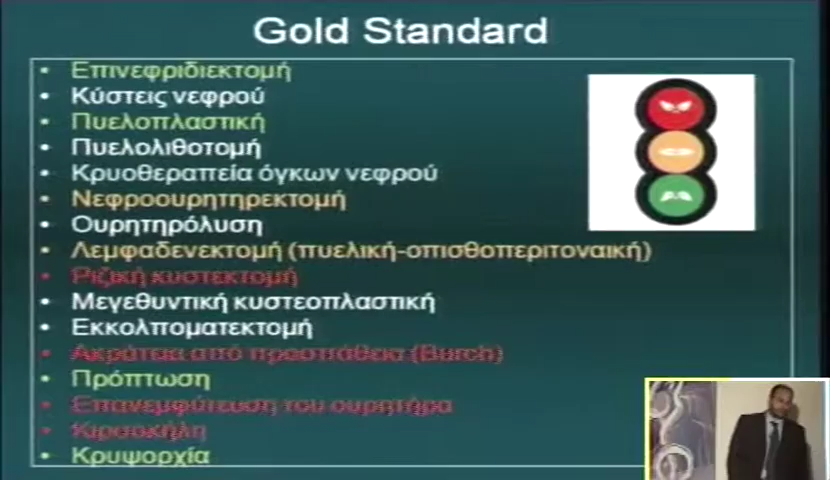 Gold Standard
• Επινεφριδιεκτομή
• Κύστεις νεφρού
• Πυελοπλαστική
• Πυελολιθοτομή
• Κρυοθεραπεία όγκων νεφρού
• Νεφροουρητηρεκτομή
• Ουρητηρόλυση
• Λεμφαδενεκτομή (πυελική-οπισθοπεριτοναική)
• Ριζική κυστεκτομή
• Μεγεθυντική κυστεοπλαστική
• Εκκολπωματεκτομή
• Ακράτεια από προσπάθεια (Burch)
• Πρόπτωση
• Επανεμφύτευση του ουρητήρα
• Κιρσοκήλη
• Κρυψορχία